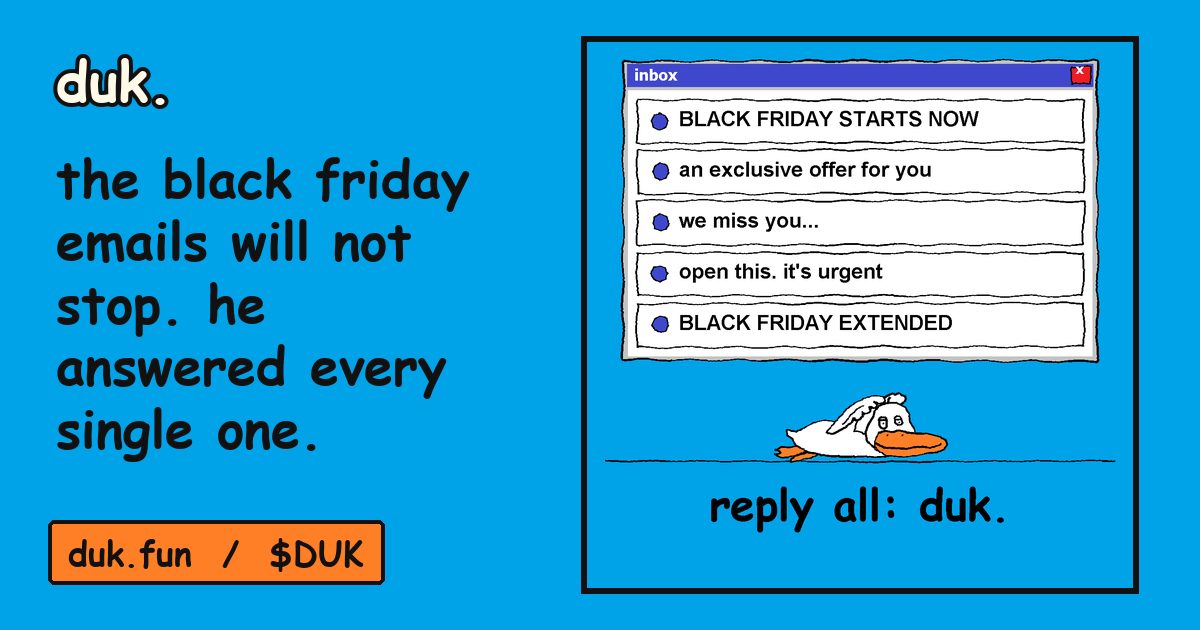 duk.
the black friday
emails will not
stop. he
answered every
single one.
duk.fun / $DUK
inbox
x
BLACK FRIDAY STARTS NOW
an exclusive offer for you
we miss you...
open this. it's urgent
BLACK FRIDAY EXTENDED
reply all: duk.